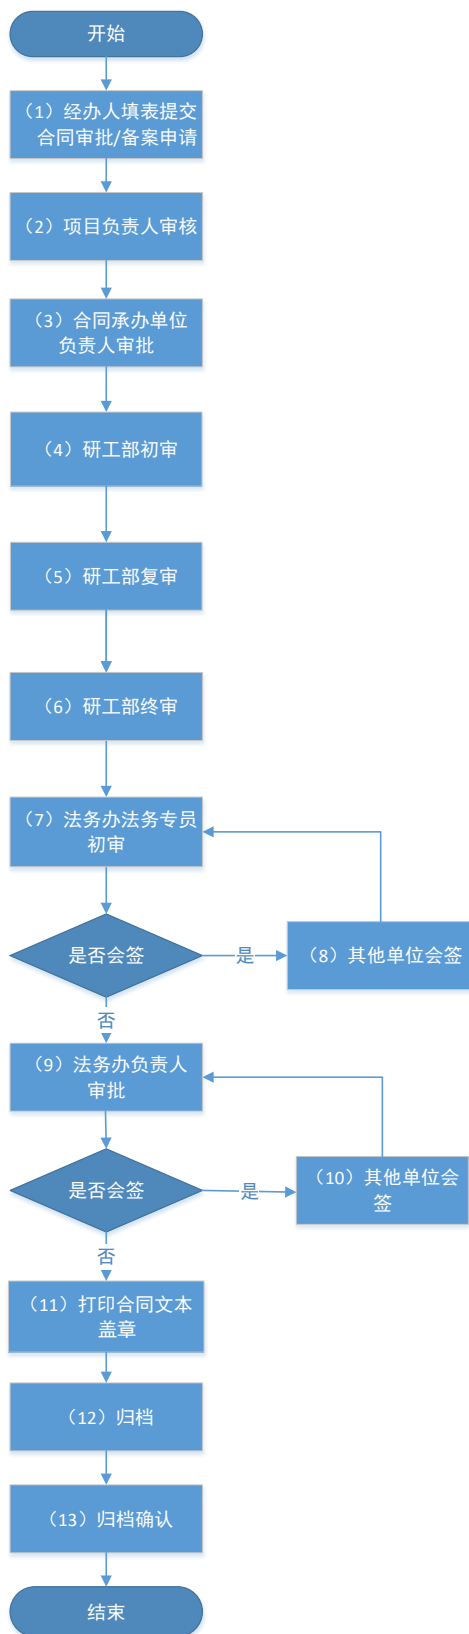 开始
（1）经办人填表提交
合同审批/备案申请
（2）项目负责人审核
（3）合同承办单位
负责人审批
（4）研工部初审
（5）研工部复审
（6）研工部终审
（7）法务办法务专员
初审
是否会签
是
（8）其他单位会签
否
（9）法务办负责人
审批
是否会签
是
（10）其他单位会
签
否
（11）打印合同文本
盖章
（12）归档
（13）归档确认
结束